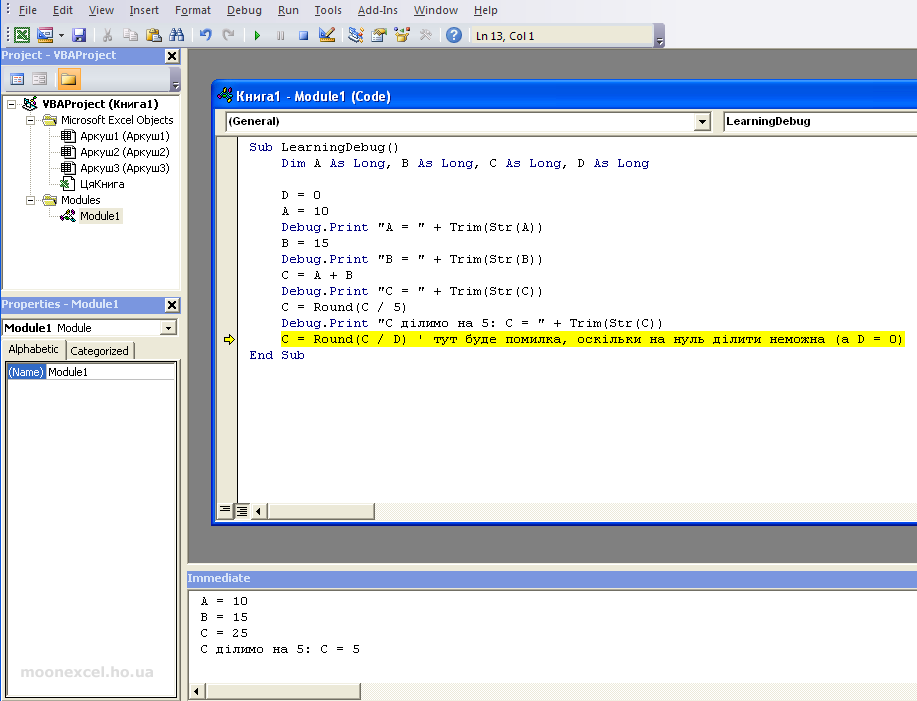 File Edit View Insert Format Debug Run Tools Add-Ins Window Help
Ln 13, Col 1
Project - VBAProject
VBAProject (Книга1)
Microsoft Excel Objects
Аркуш1 (Аркуш1)
Аркуш2 (Аркуш2)
Аркуш3 (Аркуш3)
ЦяКнига
Modules
Module1
Properties - Module1
Module1 Module
Alphabetic Categorized
(Name) Module1
moonexcel.ho.ua
Книга1 - Module1 (Code)
(General) LearningDebug
Sub LearningDebug()
Dim A As Long, B As Long, C As Long, D As Long
D = 0
A = 10
Debug.Print "A = " + Trim(Str(A))
B = 15
Debug.Print "B = " + Trim(Str(B))
C = A + B
Debug.Print "C = " + Trim(Str(C))
C = Round(C / 5)
Debug.Print "С ділимо на 5: C = " + Trim(Str(C))
C = Round(C / D) ' тут буде помилка, оскільки на нуль ділити неможна (а D = 0)
End Sub
Immediate
A = 10
B = 15
C = 25
С ділимо на 5: C = 5